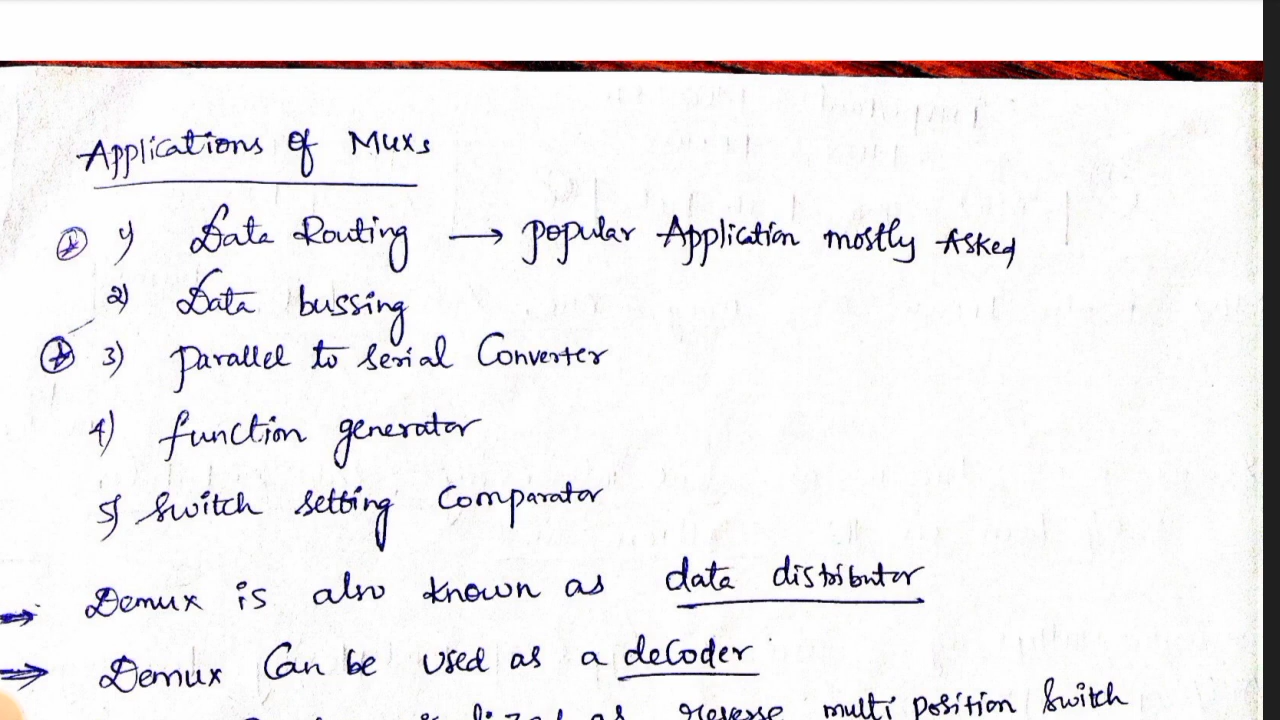 Applications of Muxs
1) Data Routing → popular Application mostly Asked
2) Data bussing
3) parallel to serial Converter
4) function generator
5) Switch setting Comparator
⇒ Demux is also known as data distributor
⇒ Demux Can be used as a decoder
as reverse multi position switch